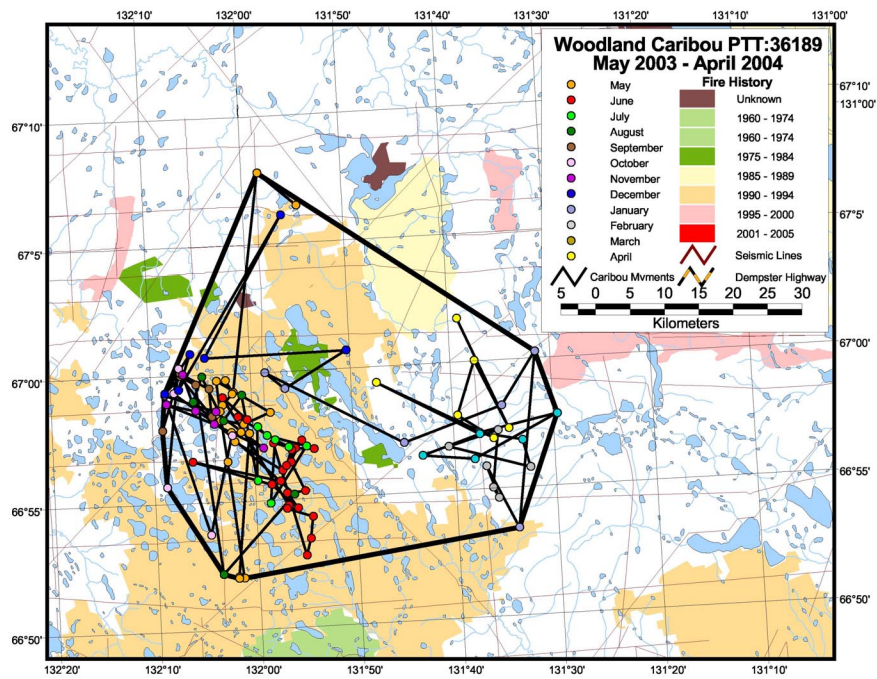 132°10' 132°00' 131°50' 131°40' 131°30' 131°20' 131°10' 131°00'
Woodland Caribou PTT:36189
May 2003 - April 2004
Fire History
May
June
July
August
September
October
November
December
January
February
March
April
Unknown
1960 - 1974
1960 - 1974
1975 - 1984
1985 - 1989
1990 - 1994
1995 - 2000
2001 - 2005
Seismic Lines
Caribou Mvments
Dempster Highway
5 0 5 10 15 20 25 30
Kilometers
67°10'
67°5'
67°00'
66°55'
66°50'
67°10'
131°00'
67°5'
67°00'
66°55'
66°50'
132°20' 132°10' 132°00' 131°50' 131°40' 131°30' 131°20' 131°10'